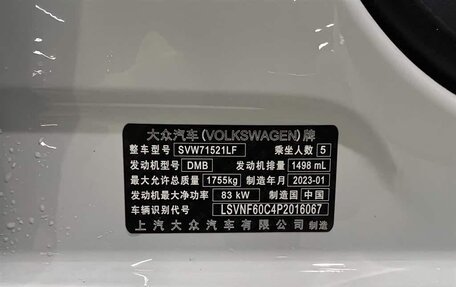 大众汽车(VOLKSWAGEN)牌
整车型号 SVW71521LF 乘坐人数 5
发动机型号 DMB 发动机排量 1498 mL
最大允许总质量 1755kg 制造年月 2023-01
发动机最大净功率 83 kW 制造国 中国
车辆识别代号 LSVNF60C4P2016067
上汽大众汽车有限公司 制造